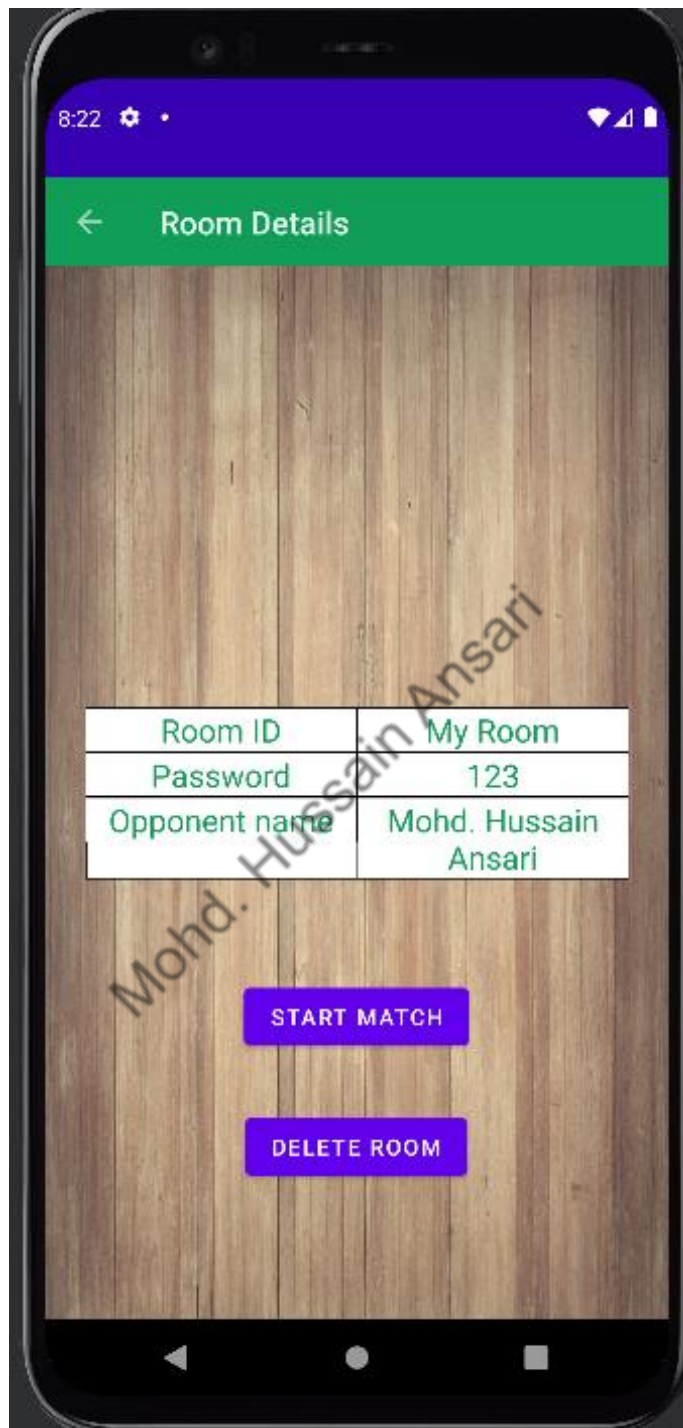 8:22
Room Details
Room ID My Room
Password 123
Opponent name Mohd. Hussain
Ansari
Mohd. Hussain Ansari
START MATCH
DELETE ROOM